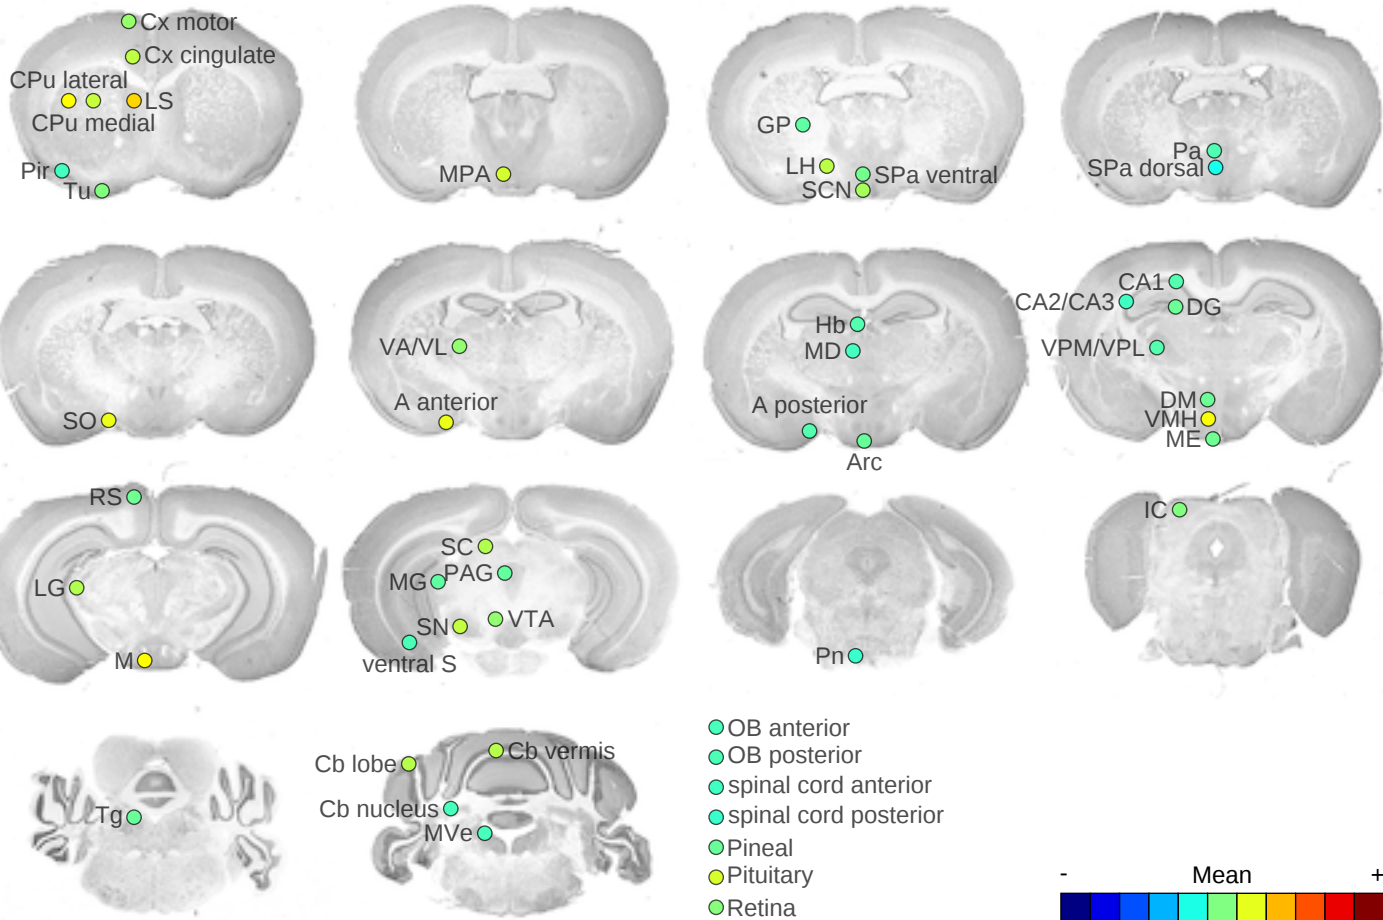 Cx motor
Cx cingulate
CPu lateral
LS
CPu medial
Pir
Tu
MPA
GP
LH
SPa ventral
SCN
Pa
SPa dorsal
SO
VA/VL
A anterior
Hb
MD
A posterior
Arc
CA1
CA2/CA3
DG
VPM/VPL
DM
VMH
ME
RS
LG
M
SC
MG
PAG
SN
VTA
ventral S
Pn
IC
Tg
Cb lobe
Cb vermis
Cb nucleus
MVe
OB anterior
OB posterior
spinal cord anterior
spinal cord posterior
Pineal
Pituitary
Retina
- Mean +